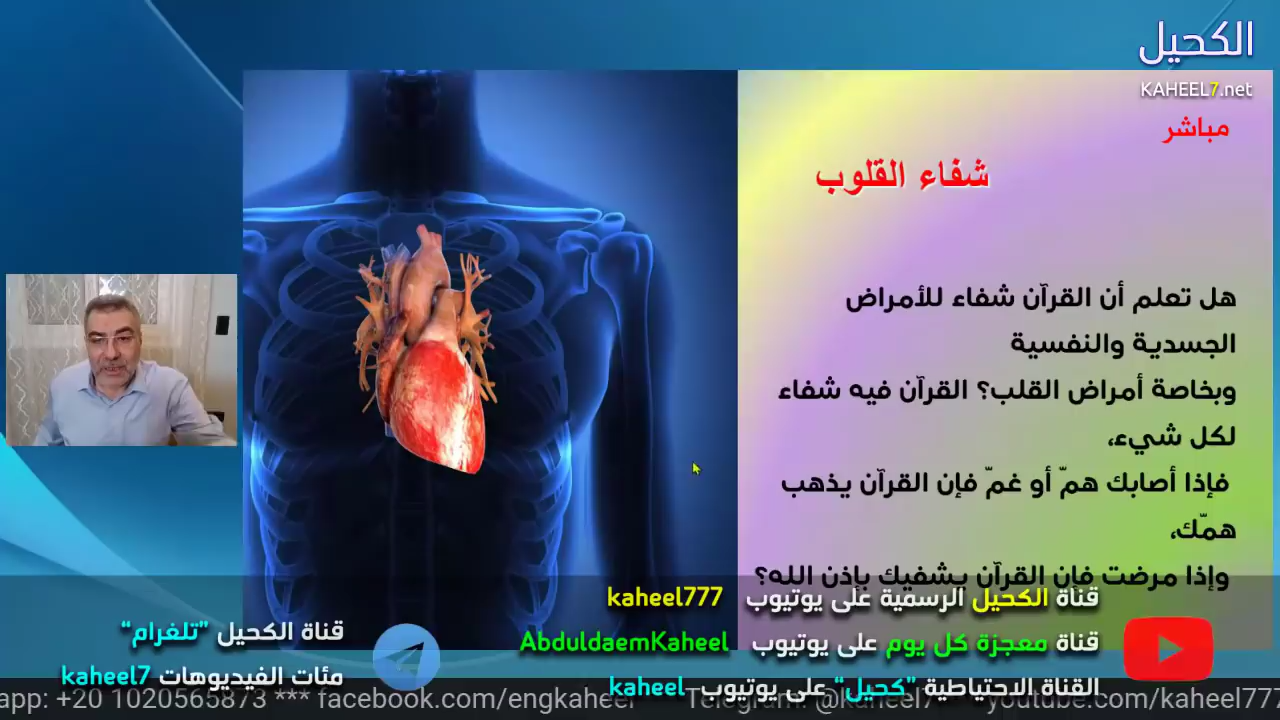 الكحيل
KAHEEL7.net
مباشر
شفاء القلوب
هل تعلم أن القرآن شفاء للأمراض
الجسدية والنفسية
وبخاصة أمراض القلب؟ القرآن فيه شفاء
لكل شيء،
فإذا أصابك همّ أو غمّ فإن القرآن يذهب
همّك،
وإذا مرضت فإن القرآن يشفيك بإذن الله؟
قناة الكحيل الرسمية على يوتيوب kaheel777
قناة معجزة كل يوم على يوتيوب AbduldaemKaheel
القناة الاحتياطية "كحيل" على يوتيوب kaheel
قناة الكحيل "تلغرام"
مئات الفيديوهات kaheel7
app: +20 1020565873 *** facebook.com/engkaheel Telegram: @kaheel7 youtube.com/kaheel777